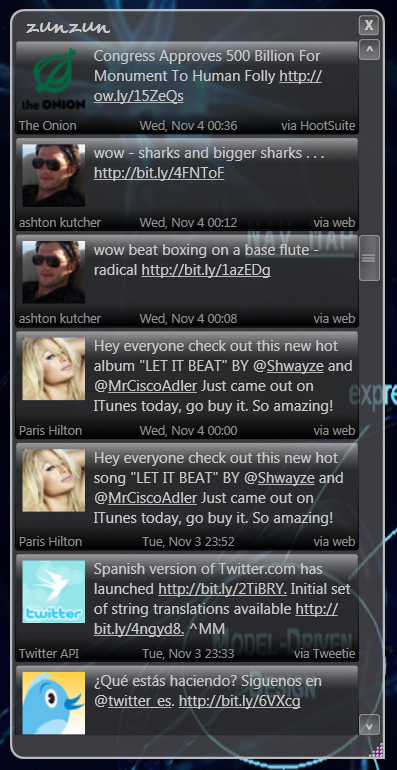 zunzun
X
Congress Approves 500 Billion For
Monument To Human Folly http://
ow.ly/15ZeQs
the ONION
The Onion Wed, Nov 4 00:36 via HootSuite
wow - sharks and bigger sharks . . .
http://bit.ly/4FNToF
ashton kutcher Wed, Nov 4 00:12 via web
NAV MAP
wow beat boxing on a base flute -
radical http://bit.ly/1azEDg
ashton kutcher Wed, Nov 4 00:08 via web
Hey everyone check out this new hot
album "LET IT BEAT" BY @Shwayze and
@MrCiscoAdler Just came out on
ITunes today, go buy it. So amazing!
expre
Paris Hilton Wed, Nov 4 00:00 via web
Hey everyone check out this new hot
song "LET IT BEAT" BY @Shwayze and
@MrCiscoAdler Just came out on
ITunes today, go buy it. So amazing!
Paris Hilton Tue, Nov 3 23:52 via web
Spanish version of Twitter.com has
launched http://bit.ly/2TiBRY. Initial set
of string translations available http://
bit.ly/4ngyd8. ^MM
twitter
Model-Driven
Twitter API Tue, Nov 3 23:33 via Tweetie
Design
¿Qué estás haciendo? Siguenos en
@twitter_es. http://bit.ly/6VXcg